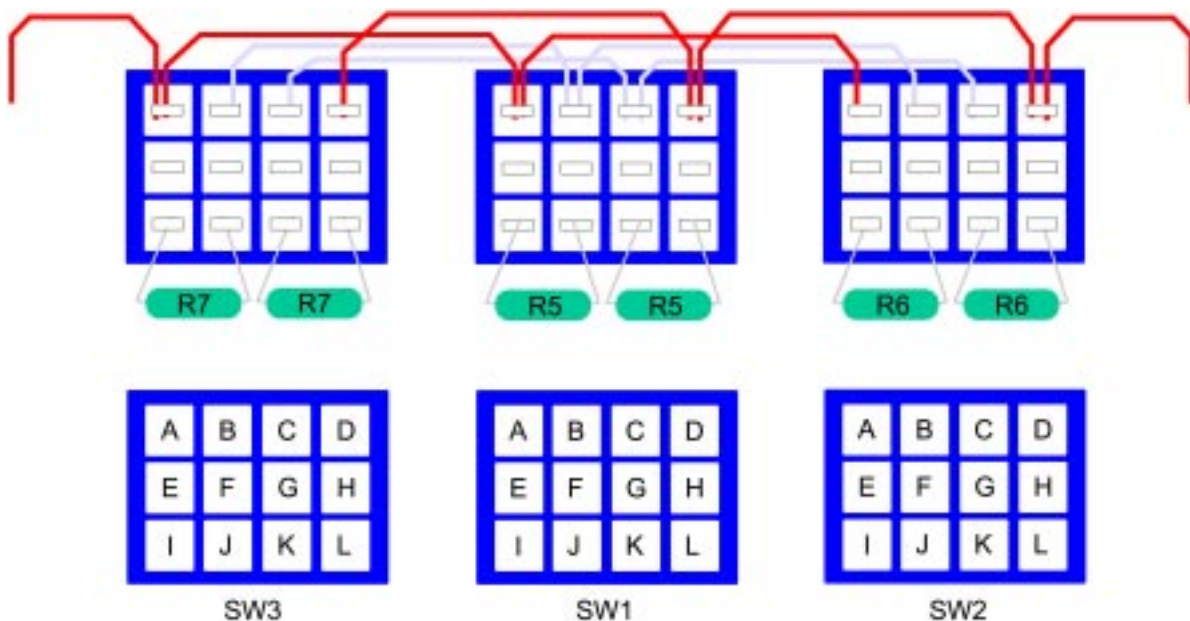 R7 R7 R5 R5 R6 R6
A B C D A B C D A B C D
E F G H E F G H E F G H
I J K L I J K L I J K L
SW3 SW1 SW2